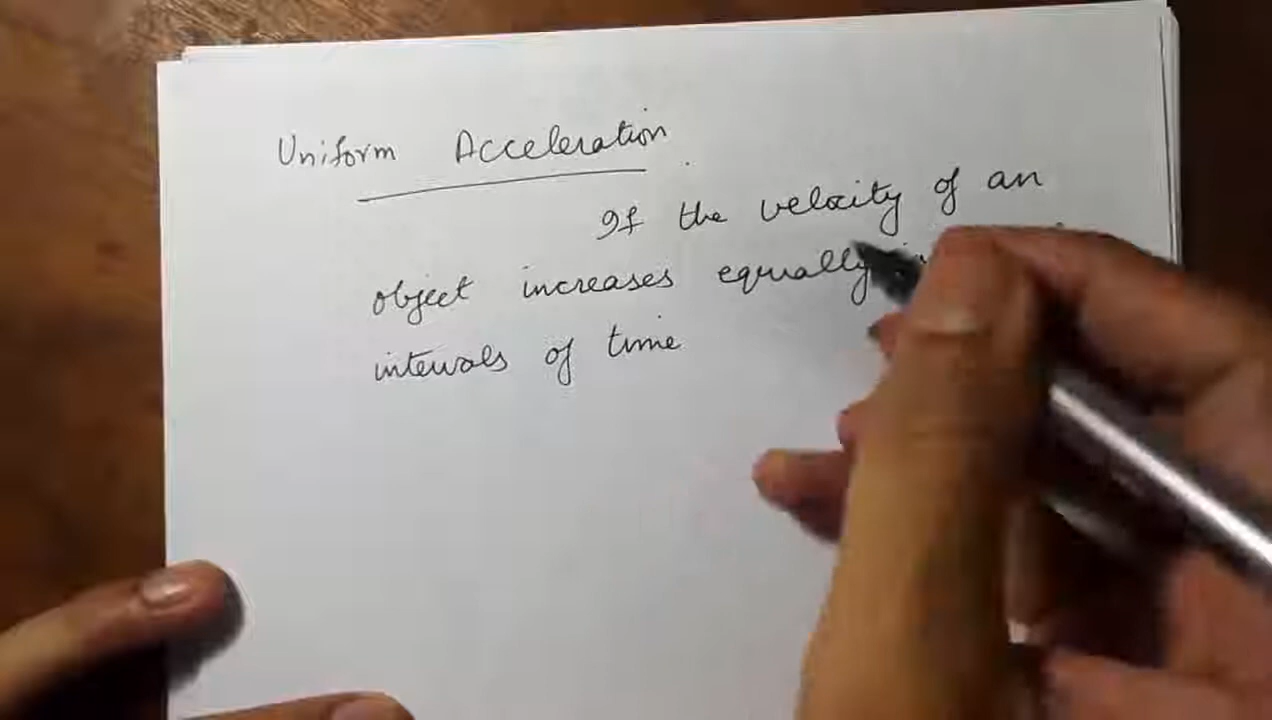 Uniform Acceleration
If the velocity of an
object increases equally
intervals of time